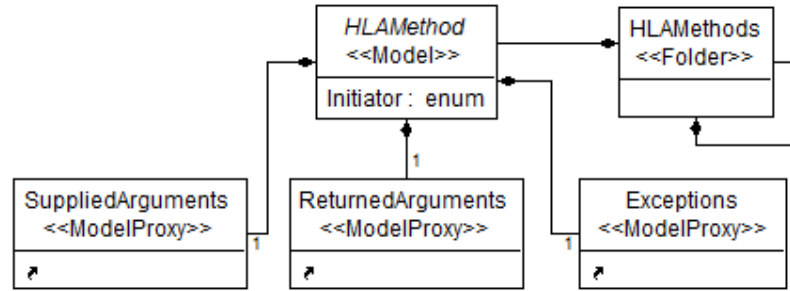 HLAMethod
<<Model>>
Initiator : enum
HLAMethods
<<Folder>>
SuppliedArguments
<<ModelProxy>>
1
ReturnedArguments
<<ModelProxy>>
1
Exceptions
<<ModelProxy>>
1